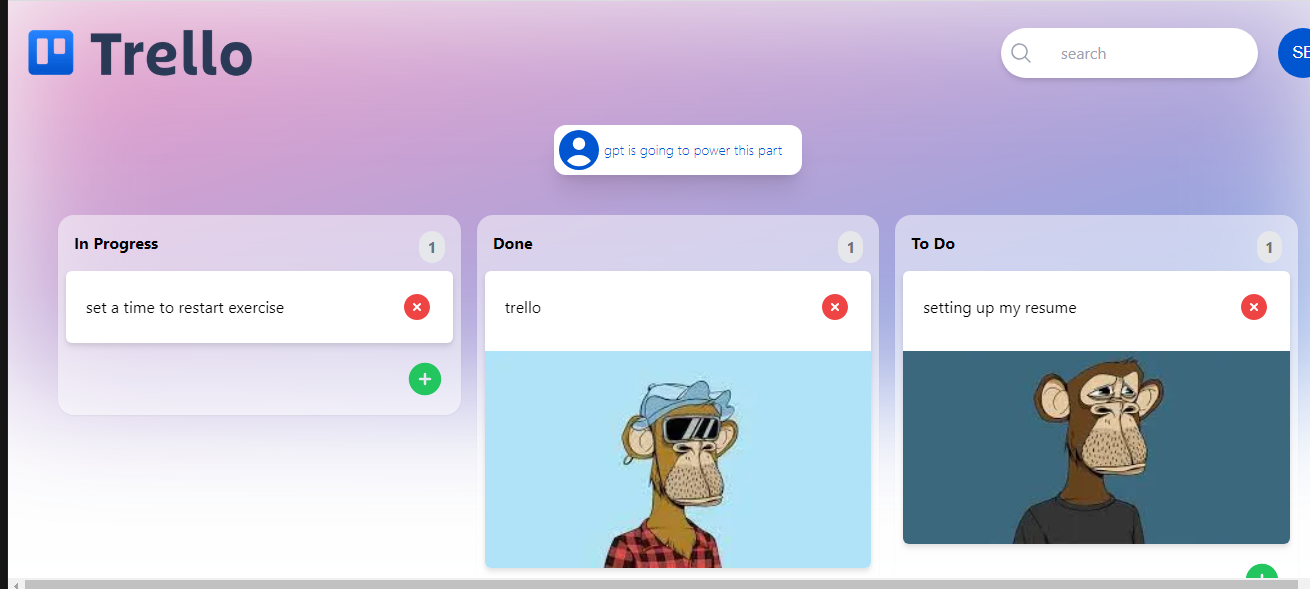 Trello
search
SE
gpt is going to power this part
In Progress
1
Done
1
To Do
1
set a time to restart exercise
trello
setting up my resume